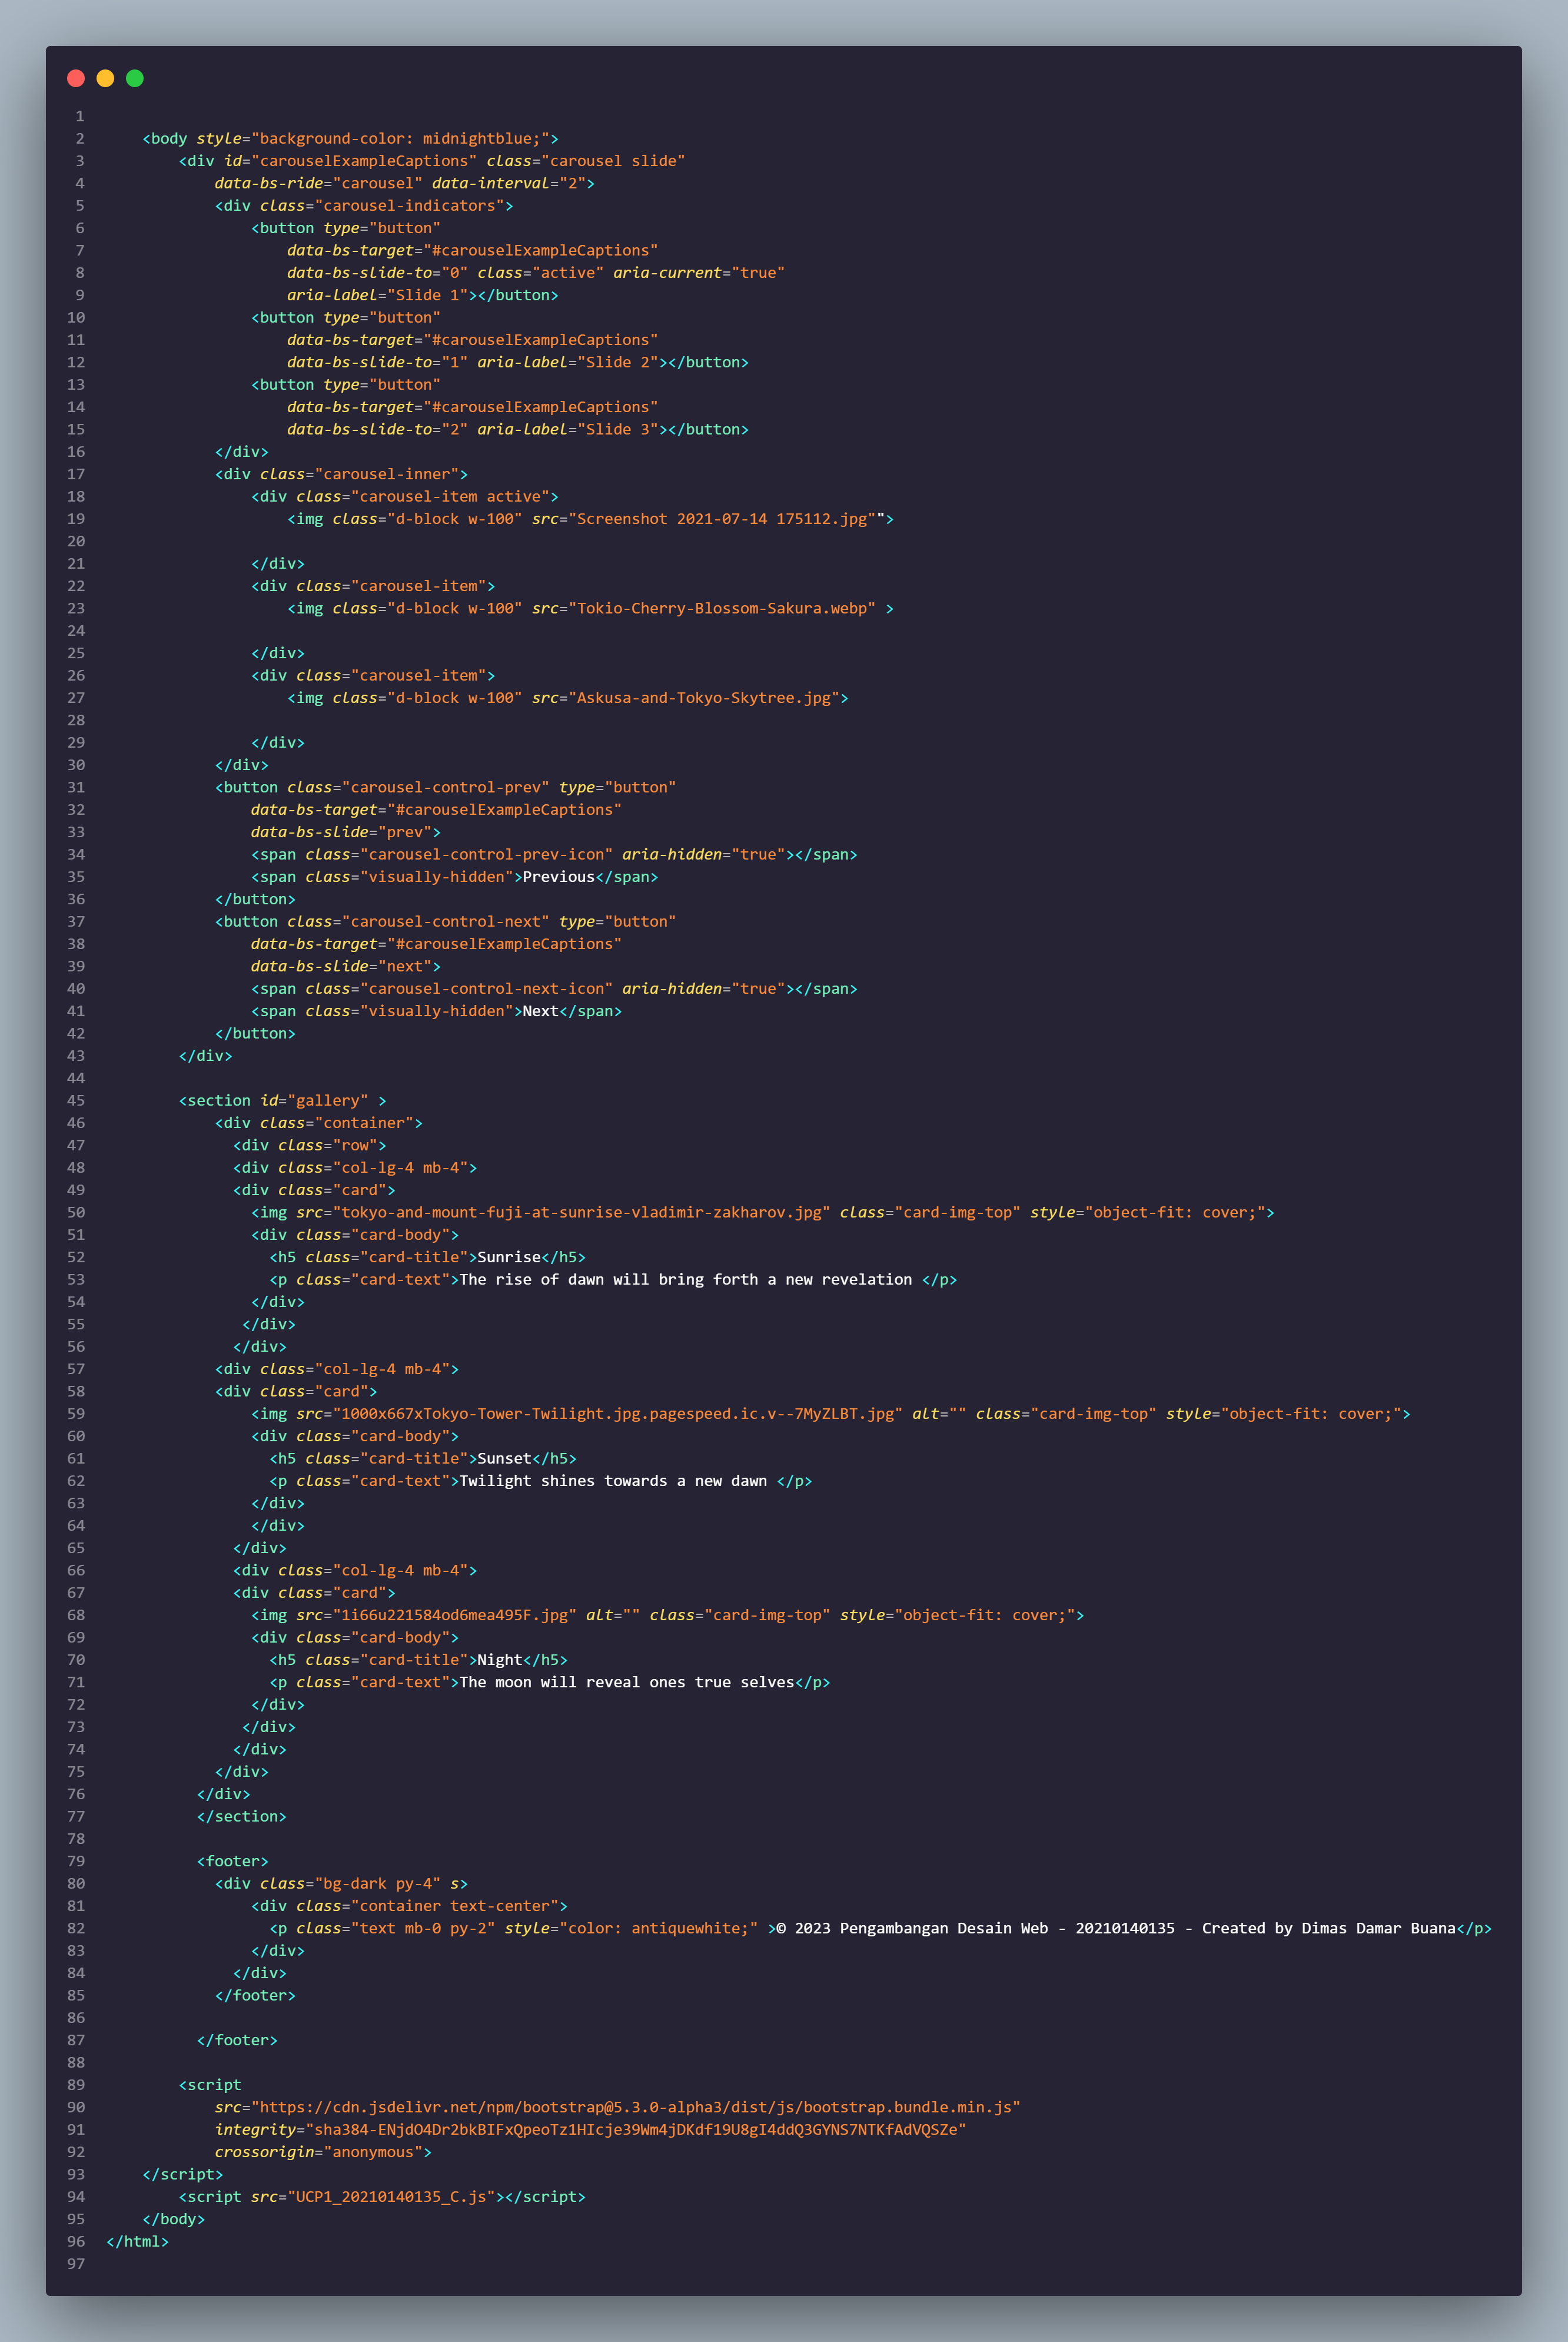 1
2 <body style="background-color: midnightblue;">
3 <div id="carouselExampleCaptions" class="carousel slide"
4 data-bs-ride="carousel" data-interval="2">
5 <div class="carousel-indicators">
6 <button type="button"
7 data-bs-target="#carouselExampleCaptions"
8 data-bs-slide-to="0" class="active" aria-current="true"
9 aria-label="Slide 1"></button>
10 <button type="button"
11 data-bs-target="#carouselExampleCaptions"
12 data-bs-slide-to="1" aria-label="Slide 2"></button>
13 <button type="button"
14 data-bs-target="#carouselExampleCaptions"
15 data-bs-slide-to="2" aria-label="Slide 3"></button>
16 </div>
17 <div class="carousel-inner">
18 <div class="carousel-item active">
19 <img class="d-block w-100" src="Screenshot 2021-07-14 175112.jpg"">
20
21 </div>
22 <div class="carousel-item">
23 <img class="d-block w-100" src="Tokio-Cherry-Blossom-Sakura.webp" >
24
25 </div>
26 <div class="carousel-item">
27 <img class="d-block w-100" src="Askusa-and-Tokyo-Skytree.jpg">
28
29 </div>
30 </div>
31 <button class="carousel-control-prev" type="button"
32 data-bs-target="#carouselExampleCaptions"
33 data-bs-slide="prev">
34 <span class="carousel-control-prev-icon" aria-hidden="true"></span>
35 <span class="visually-hidden">Previous</span>
36 </button>
37 <button class="carousel-control-next" type="button"
38 data-bs-target="#carouselExampleCaptions"
39 data-bs-slide="next">
40 <span class="carousel-control-next-icon" aria-hidden="true"></span>
41 <span class="visually-hidden">Next</span>
42 </button>
43 </div>
44
45 <section id="gallery" >
46 <div class="container">
47 <div class="row">
48 <div class="col-lg-4 mb-4">
49 <div class="card">
50 <img src="tokyo-and-mount-fuji-at-sunrise-vladimir-zakharov.jpg" class="card-img-top" style="object-fit: cover;">
51 <div class="card-body">
52 <h5 class="card-title">Sunrise</h5>
53 <p class="card-text">The rise of dawn will bring forth a new revelation </p>
54 </div>
55 </div>
56 </div>
57 <div class="col-lg-4 mb-4">
58 <div class="card">
59 <img src="1000x667xTokyo-Tower-Twilight.jpg.pagespeed.ic.v--7MyZLBT.jpg" alt="" class="card-img-top" style="object-fit: cover;">
60 <div class="card-body">
61 <h5 class="card-title">Sunset</h5>
62 <p class="card-text">Twilight shines towards a new dawn </p>
63 </div>
64 </div>
65 </div>
66 <div class="col-lg-4 mb-4">
67 <div class="card">
68 <img src="1i66u221584od6mea495F.jpg" alt="" class="card-img-top" style="object-fit: cover;">
69 <div class="card-body">
70 <h5 class="card-title">Night</h5>
71 <p class="card-text">The moon will reveal ones true selves</p>
72 </div>
73 </div>
74 </div>
75 </div>
76 </div>
77 </section>
78
79 <footer>
80 <div class="bg-dark py-4" s>
81 <div class="container text-center">
82 <p class="text mb-0 py-2" style="color: antiquewhite;" >© 2023 Pengambangan Desain Web - 20210140135 - Created by Dimas Damar Buana</p>
83 </div>
84 </div>
85 </footer>
86
87 </footer>
88
89 <script
90 src="https://cdn.jsdelivr.net/npm/bootstrap@5.3.0-alpha3/dist/js/bootstrap.bundle.min.js"
91 integrity="sha384-ENjdO4Dr2bkBIFxQpeoTz1HIcje39Wm4jDKdf19U8gI4ddQ3GYNS7NTKfAdVQSZe"
92 crossorigin="anonymous">
93 </script>
94 <script src="UCP1_20210140135_C.js"></script>
95 </body>
96 </html>
97